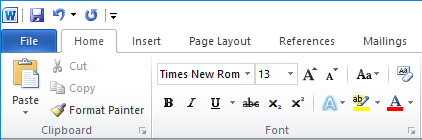 W
File Home Insert Page Layout References Mailings
Paste Cut Copy Format Painter
Times New Rom 13 A A Aa
B I U abc x₂ x² A ab A
Clipboard Font